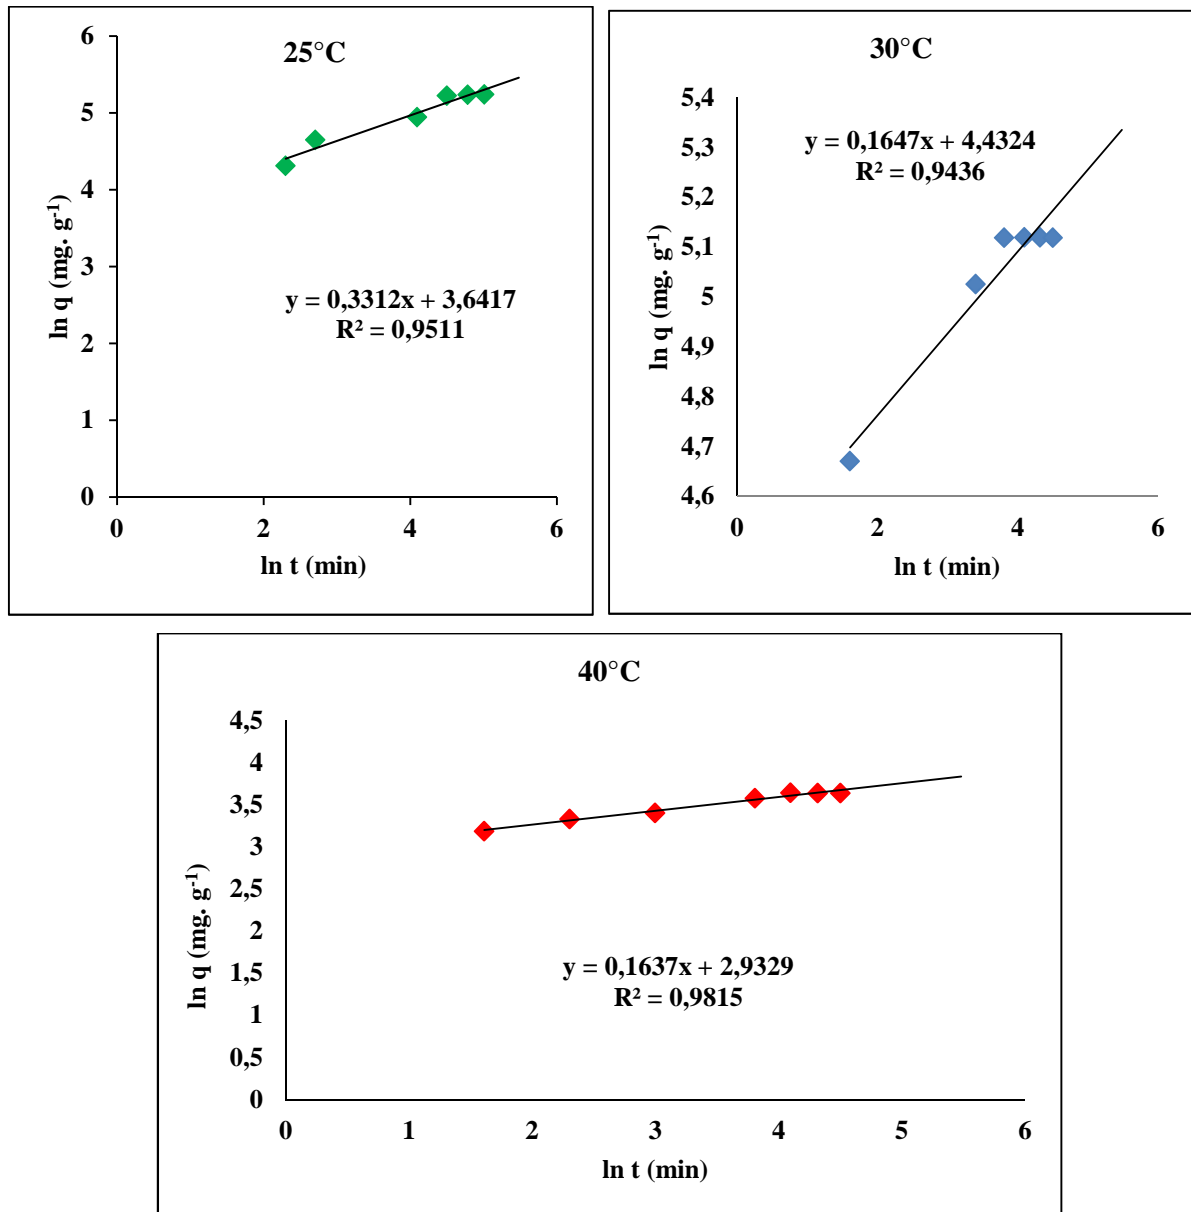 25°C
6
5
4
3
2
1
0
ln q (mg. g⁻¹)
y = 0,3312x + 3,6417
R² = 0,9511
0 2 4 6
ln t (min)
30°C
5,4
5,3
5,2
5,1
5
4,9
4,8
4,7
4,6
ln q (mg. g⁻¹)
y = 0,1647x + 4,4324
R² = 0,9436
0 2 4 6
ln t (min)
40°C
4,5
4
3,5
3
2,5
2
1,5
1
0,5
0
ln q (mg. g⁻¹)
y = 0,1637x + 2,9329
R² = 0,9815
0 1 2 3 4 5 6
ln t (min)